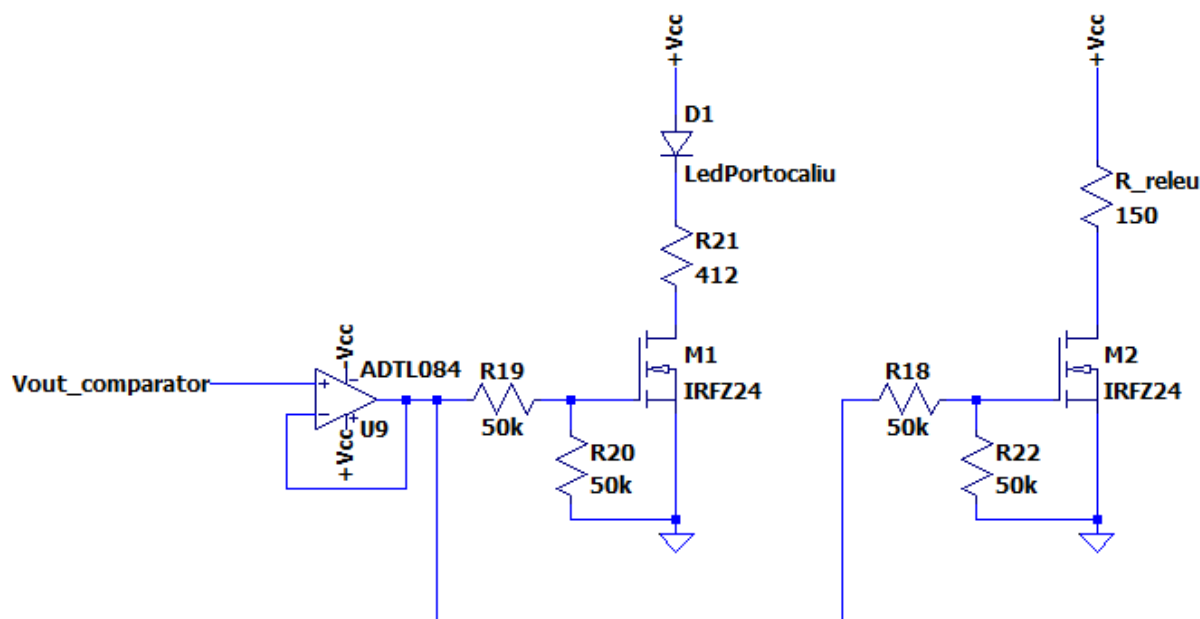 +Vcc
D1
LedPortocaliu
R21
412
M1
IRFZ24
Vout_comparator
-Vcc
ADTL084
U9
+Vcc
R19
50k
R20
50k
+Vcc
R_releu
150
M2
IRFZ24
R18
50k
R22
50k